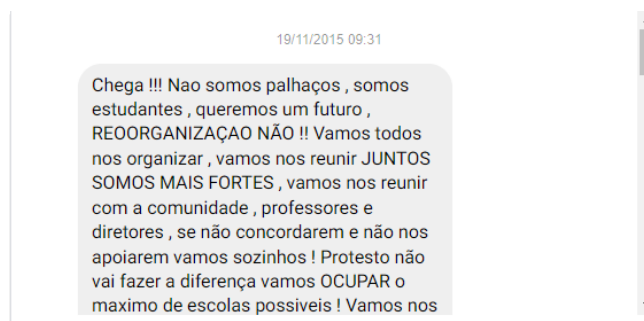 19/11/2015 09:31
Chega !!! Nao somos palhaços , somos
estudantes , queremos um futuro ,
REOORGANIZAÇAO NÃO !! Vamos todos
nos organizar , vamos nos reunir JUNTOS
SOMOS MAIS FORTES , vamos nos reunir
com a comunidade , professores e
diretores , se não concordarem e não nos
apoiarem vamos sozinhos ! Protesto não
vai fazer a diferença vamos OCUPAR o
maximo de escolas possiveis ! Vamos nos